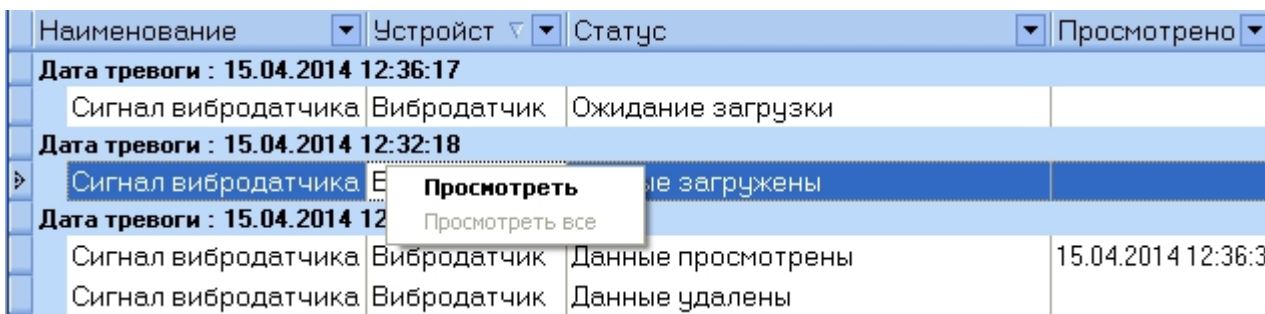 Наименование Устройст Статус Просмотрено
Дата тревоги : 15.04.2014 12:36:17
Сигнал вибродатчика Вибродатчик Ожидание загрузки
Дата тревоги : 15.04.2014 12:32:18
Сигнал вибродатчика В ые загружены
Просмотреть
Дата тревоги : 15.04.2014 12
Просмотреть все
Сигнал вибродатчика Вибродатчик Данные просмотрены 15.04.2014 12:36:3
Сигнал вибродатчика Вибродатчик Данные удалены